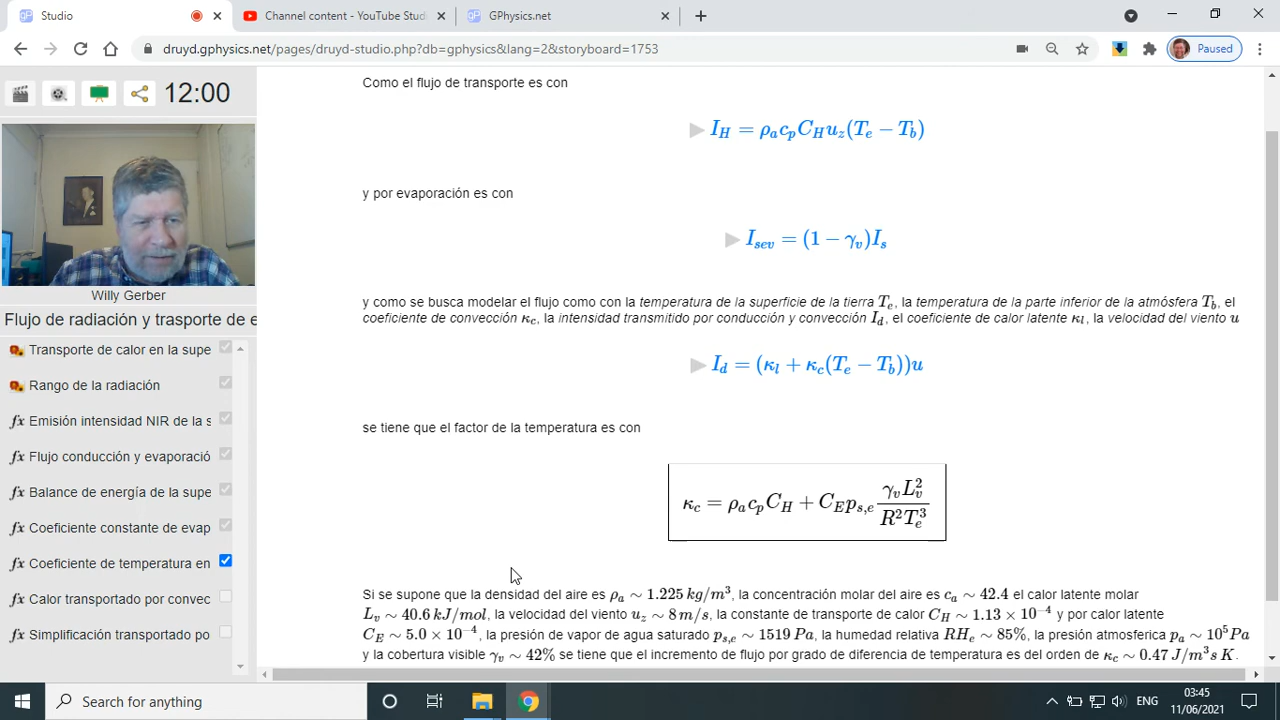 Studio
Channel content - YouTube Stud
GPhysics.net
druyd.gphysics.net/pages/druyd-studio.php?db=gphysics&lang=2&storyboard=1753
Paused
12:00
Willy Gerber
Flujo de radiación y trasporte de e
Transporte de calor en la supe
Rango de la radiación
fx Emisión intensidad NIR de la s
fx Flujo conducción y evaporació
fx Balance de energía de la supe
fx Coeficiente constante de evap
fx Coeficiente de temperatura en
fx Calor transportado por convec
fx Simplificación transportado po
Como el flujo de transporte es con
I_H = ρ_a c_p C_H u_z(T_e − T_b)
y por evaporación es con
I_sev = (1 − γ_v)I_s
y como se busca modelar el flujo como con la temperatura de la superficie de la tierra T_e, la temperatura de la parte inferior de la atmósfera T_b, el
coeficiente de convección κ_c, la intensidad transmitido por conducción y convección I_d, el coeficiente de calor latente κ_l, la velocidad del viento u
I_d = (κ_l + κ_c(T_e − T_b))u
se tiene que el factor de la temperatura es con
κ_c = ρ_a c_p C_H + C_E p_s,e γ_v L_v^2 / R^2 T_e^3
Si se supone que la densidad del aire es ρ_a ∼ 1.225 kg/m^3, la concentración molar del aire es c_a ∼ 42.4 el calor latente molar
L_v ∼ 40.6 kJ/mol, la velocidad del viento u_z ∼ 8 m/s, la constante de transporte de calor C_H ∼ 1.13 × 10^−4 y por calor latente
C_E ∼ 5.0 × 10^−4, la presión de vapor de agua saturado p_s,e ∼ 1519 Pa, la humedad relativa RH_e ∼ 85%, la presión atmosferica p_a ∼ 10^5 Pa
y la cobertura visible γ_v ∼ 42% se tiene que el incremento de flujo por grado de diferencia de temperatura es del orden de κ_c ∼ 0.47 J/m^3 s K.
Search for anything
ENG
03:45
11/06/2021